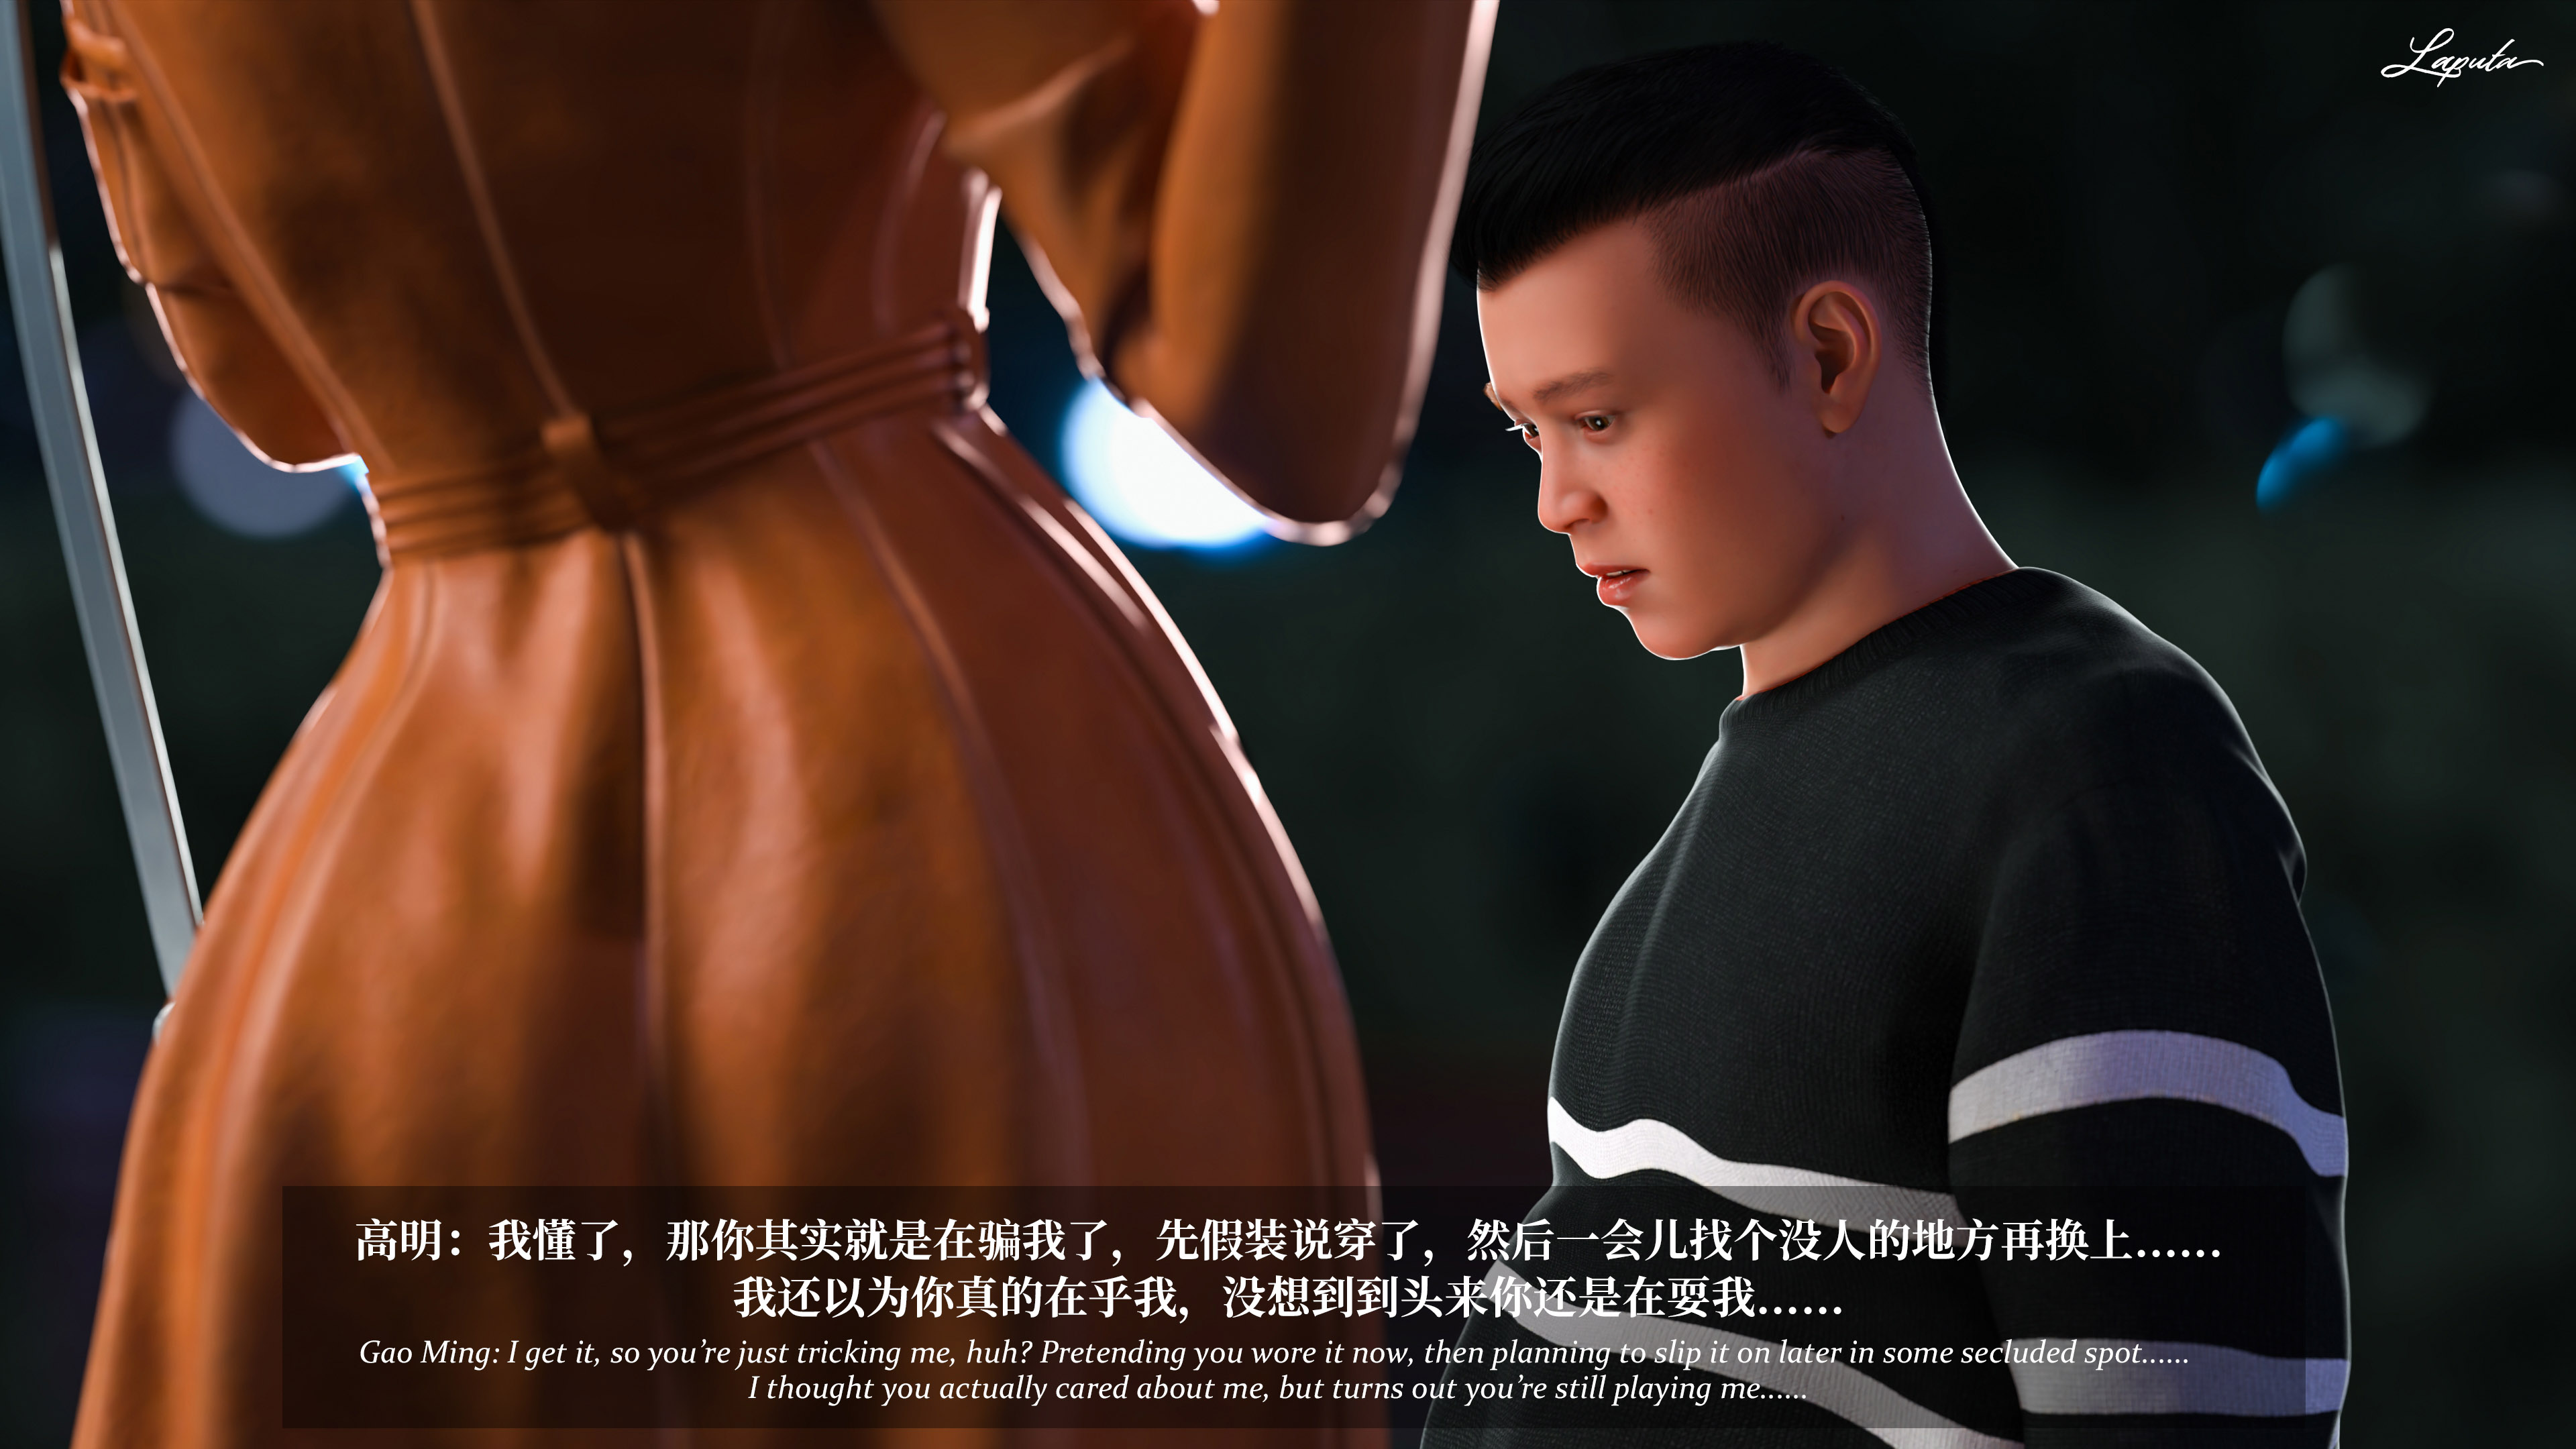 Laputa
高明：我懂了，那你其实就是在骗我了，先假装说穿了，然后一会儿找个没人的地方再换上......
我还以为你真的在乎我，没想到到头来你还是在耍我......
Gao Ming: I get it, so you’re just tricking me, huh? Pretending you wore it now, then planning to slip it on later in some secluded spot......
I thought you actually cared about me, but turns out you’re still playing me......